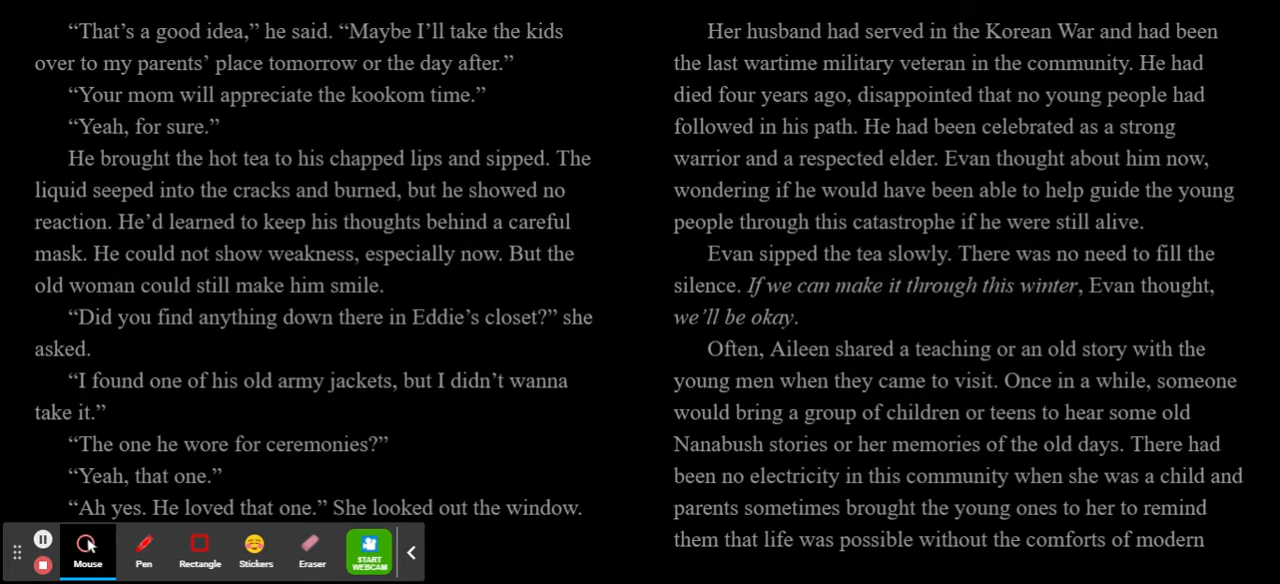 “That’s a good idea,” he said. “Maybe I’ll take the kids
over to my parents’ place tomorrow or the day after.”
“Your mom will appreciate the kookom time.”
“Yeah, for sure.”
He brought the hot tea to his chapped lips and sipped. The
liquid seeped into the cracks and burned, but he showed no
reaction. He’d learned to keep his thoughts behind a careful
mask. He could not show weakness, especially now. But the
old woman could still make him smile.
“Did you find anything down there in Eddie’s closet?” she
asked.
“I found one of his old army jackets, but I didn’t wanna
take it.”
“The one he wore for ceremonies?”
“Yeah, that one.”
“Ah yes. He loved that one.” She looked out the window.
Her husband had served in the Korean War and had been
the last wartime military veteran in the community. He had
died four years ago, disappointed that no young people had
followed in his path. He had been celebrated as a strong
warrior and a respected elder. Evan thought about him now,
wondering if he would have been able to help guide the young
people through this catastrophe if he were still alive.
Evan sipped the tea slowly. There was no need to fill the
silence. If we can make it through this winter, Evan thought,
we’ll be okay.
Often, Aileen shared a teaching or an old story with the
young men when they came to visit. Once in a while, someone
would bring a group of children or teens to hear some old
Nanabush stories or her memories of the old days. There had
been no electricity in this community when she was a child and
parents sometimes brought the young ones to her to remind
them that life was possible without the comforts of modern
Mouse
Pen
Rectangle
Stickers
Eraser
START
WEBCAM